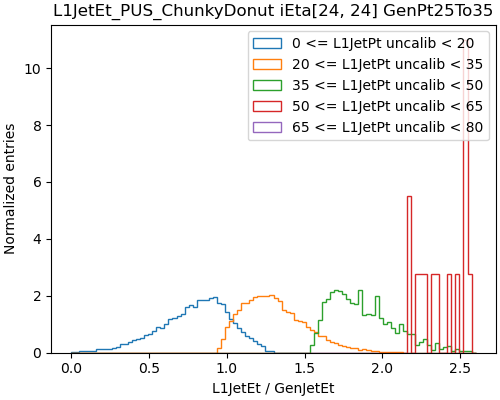 L1JetEt_PUS_ChunkyDonut iEta[24, 24] GenPt25To35
0 <= L1JetPt uncalib < 20
20 <= L1JetPt uncalib < 35
35 <= L1JetPt uncalib < 50
50 <= L1JetPt uncalib < 65
65 <= L1JetPt uncalib < 80
Normalized entries
10
8
6
4
2
0
0.0 0.5 1.0 1.5 2.0 2.5
L1JetEt / GenJetEt